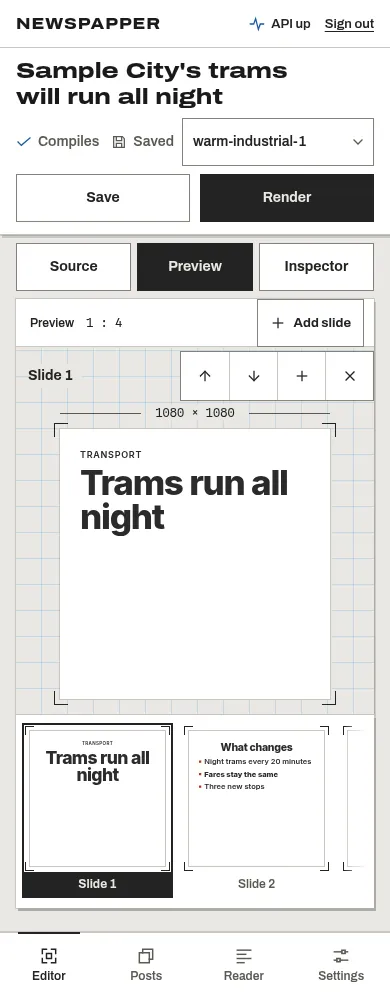 NEWSPAPPER
API up
Sign out
Sample City's trams
will run all night
Compiles
Saved
warm-industrial-1
Save
Render
Source
Preview
Inspector
Preview 1 : 4
Add slide
Slide 1
1080 × 1080
TRANSPORT
Trams run all
night
TRANSPORT
Trams run all
night
Slide 1
What changes
• Night trams every 20 minutes
• Fares stay the same
• Three new stops
Slide 2
Editor
Posts
Reader
Settings